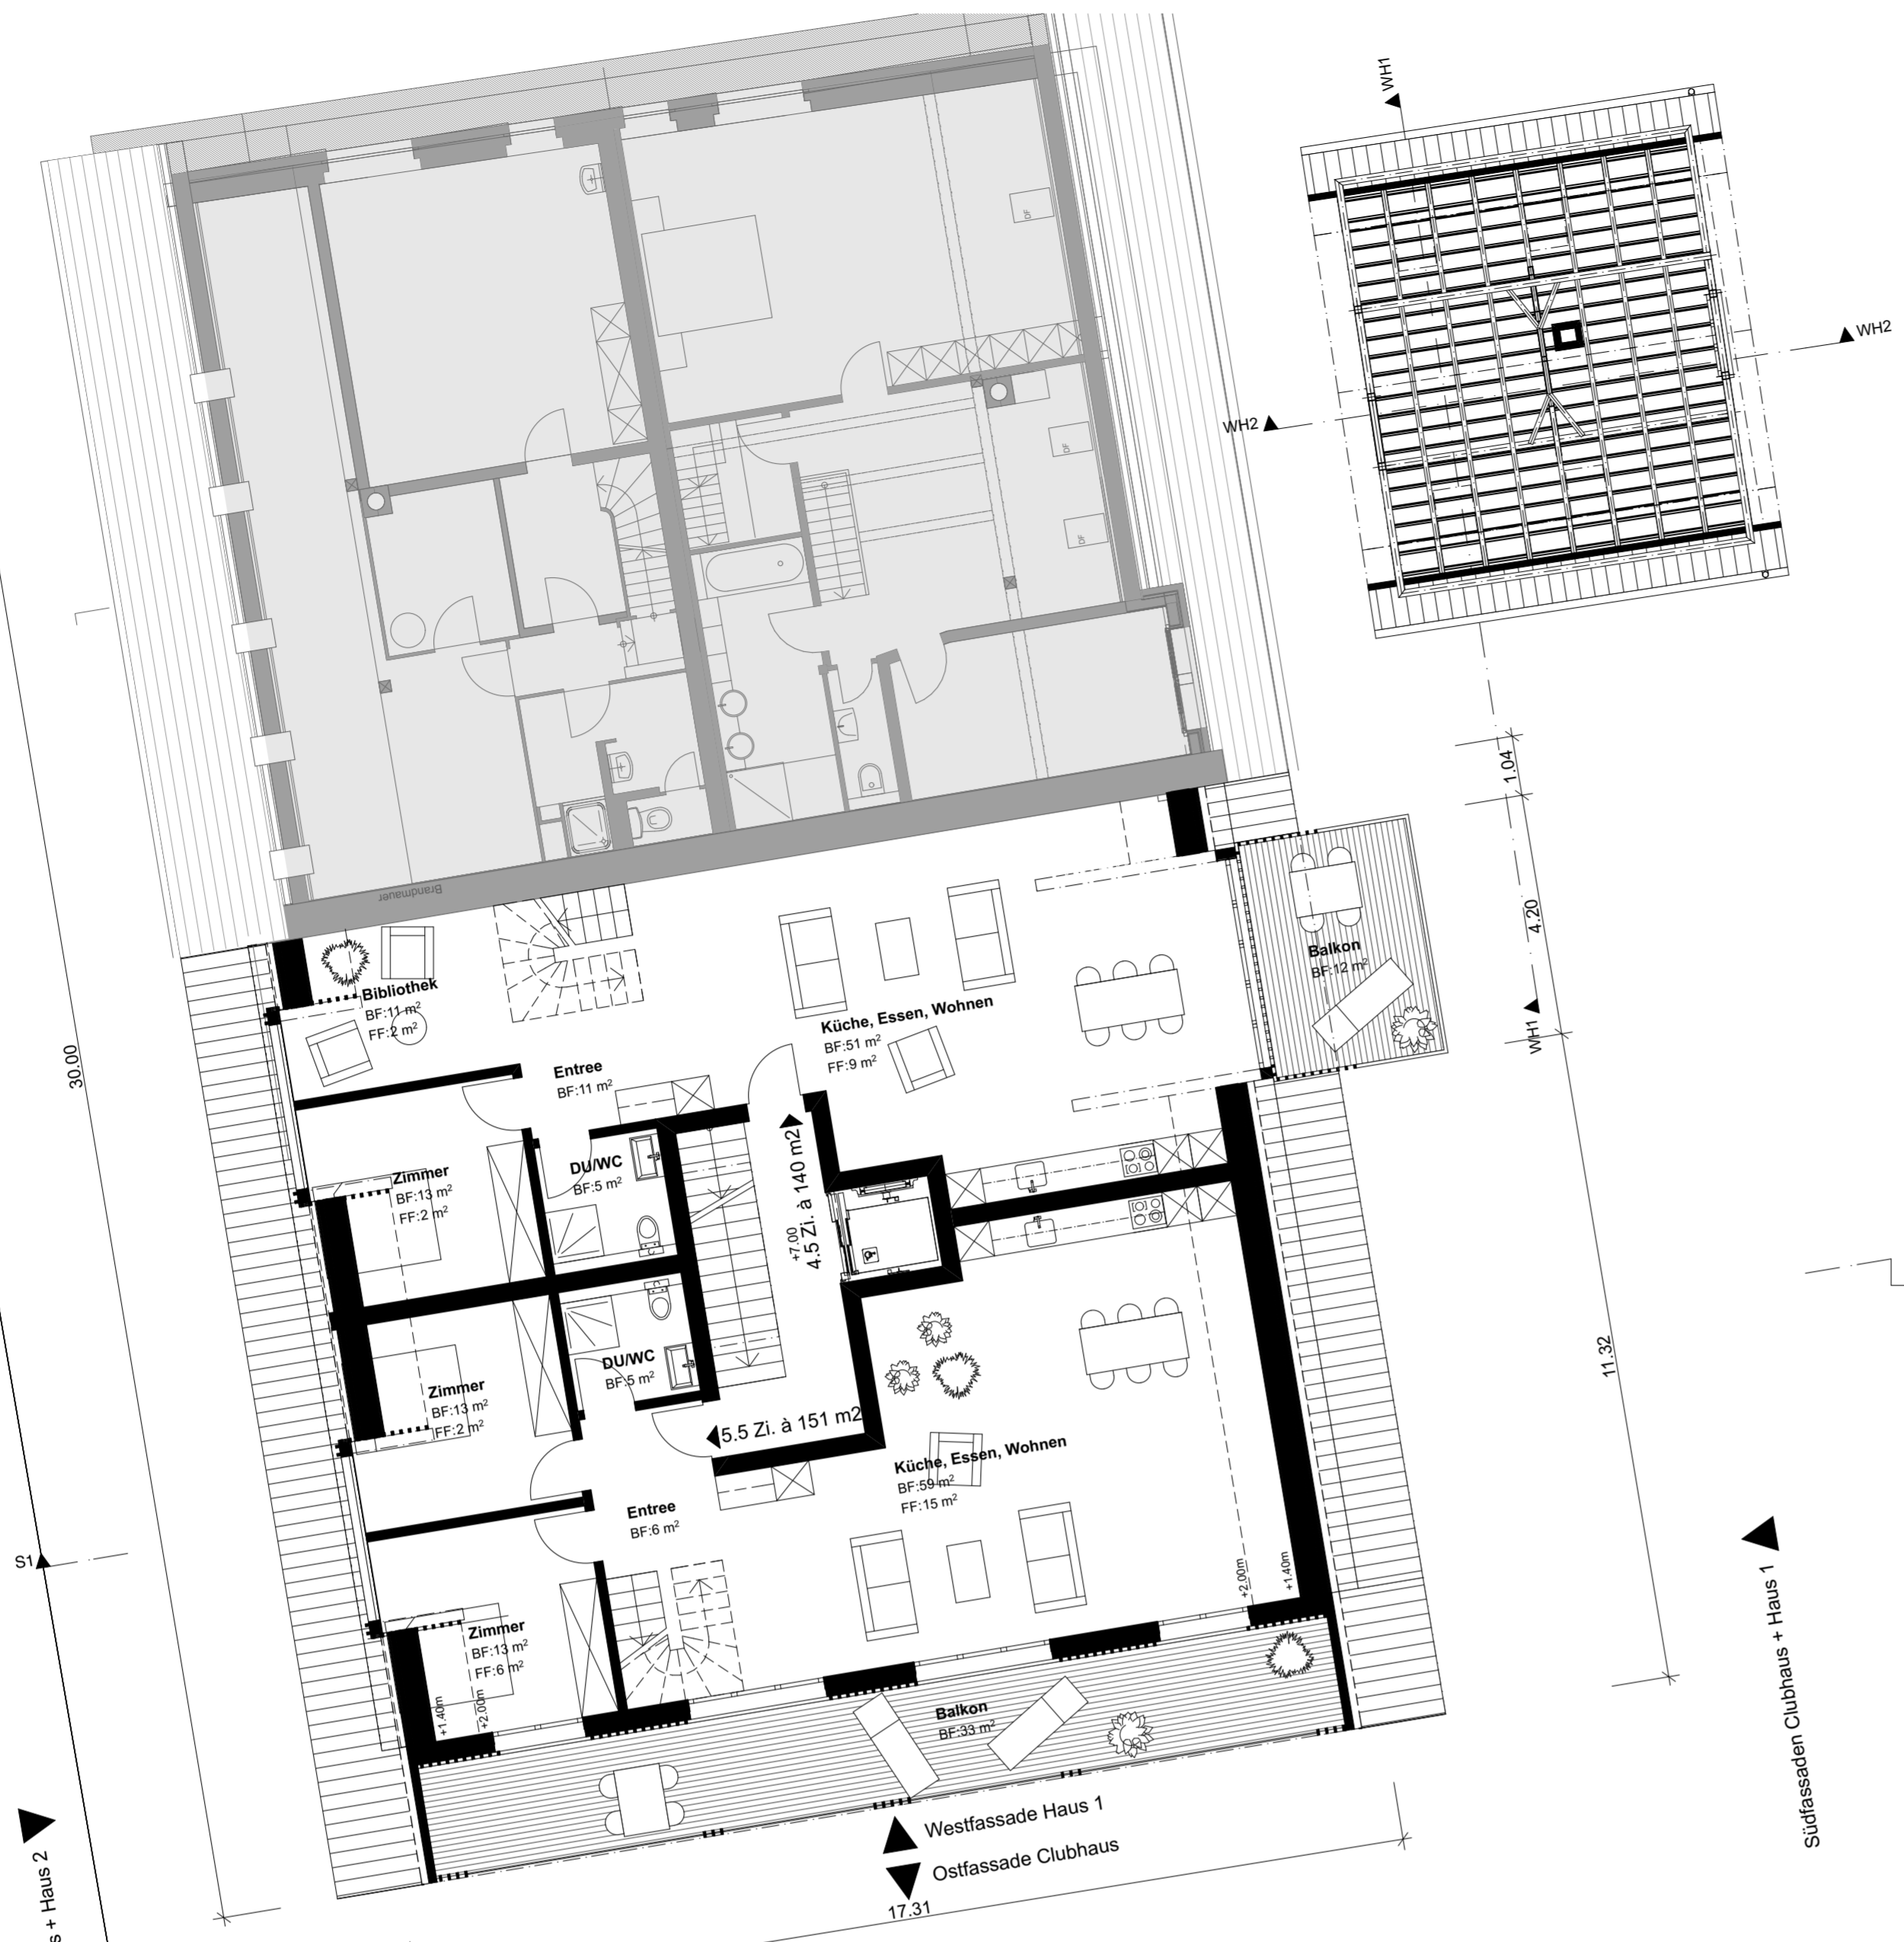 WH1
WH2
WH2
DF
DF
DF
1.04
4.20
WH1
11.32
30.00
Brandmauer
Bibliothek
BF:11 m²
FF:2 m²
Entree
BF:11 m²
Küche, Essen, Wohnen
BF:51 m²
FF:9 m²
Balkon
BF:12 m²
Zimmer
BF:13 m²
FF:2 m²
DU/WC
BF:5 m²
+7.00
4.5 Zi. à 140 m2
Zimmer
BF:13 m²
FF:2 m²
DU/WC
BF:5 m²
5.5 Zi. à 151 m2
Küche, Essen, Wohnen
BF:59 m²
FF:15 m²
Entree
BF:6 m²
Zimmer
BF:13 m²
FF:6 m²
+1.40m
+2.00m
+2.00m
+1.40m
Balkon
BF:33 m²
S1
Westfassade Haus 1
Ostfassade Clubhaus
17.31
Südfassaden Clubhaus + Haus 1
s + Haus 2